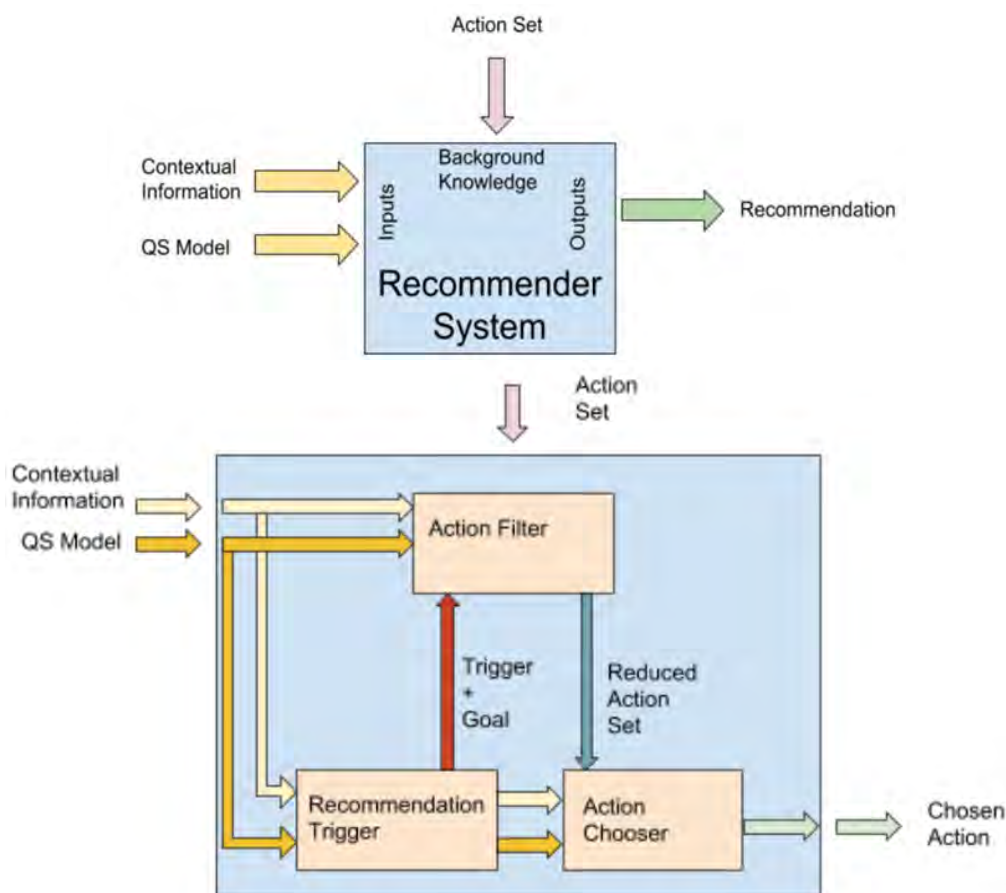 Action Set
Contextual
Information
QS Model
Background
Knowledge
Inputs
Outputs
Recommender
System
Recommendation
Action
Set
Contextual
Information
QS Model
Action Filter
Trigger
+
Goal
Reduced
Action
Set
Recommendation
Trigger
Action
Chooser
Chosen
Action